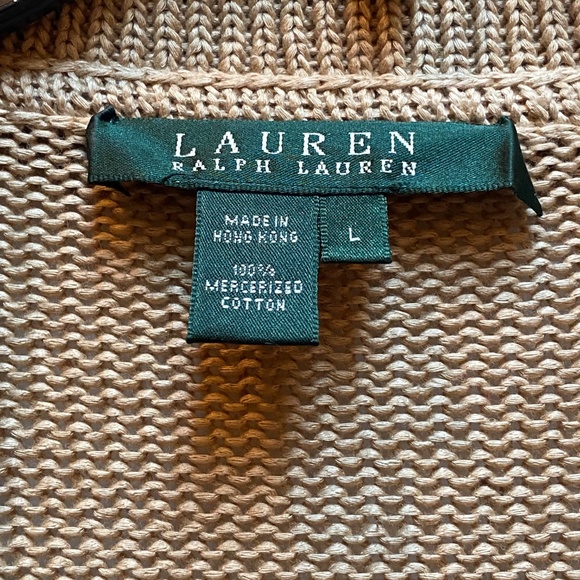 LAUREN
RALPH LAUREN
MADE IN
HONG KONG
L
100%
MERCERIZED
COTTON